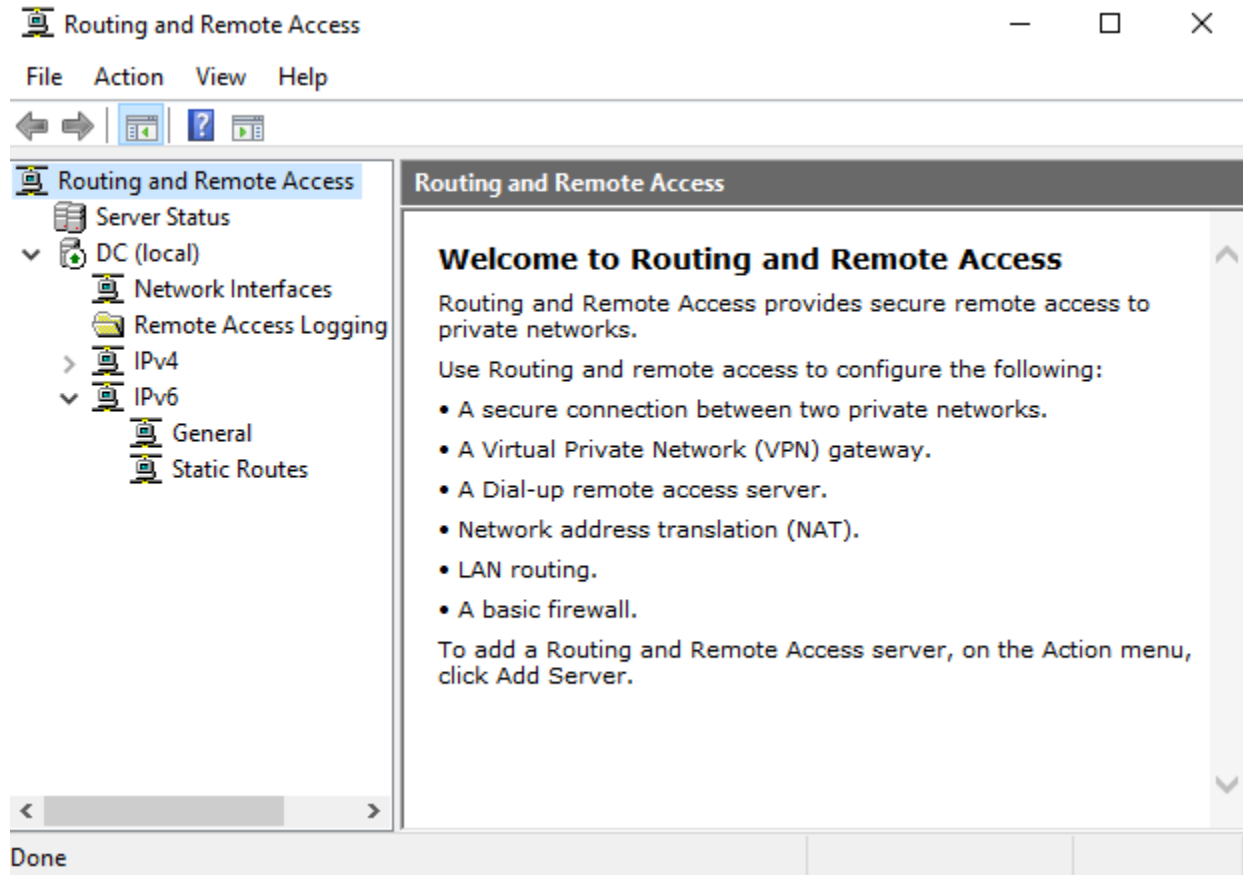 Routing and Remote Access
File Action View Help
Routing and Remote Access
Server Status
DC (local)
Network Interfaces
Remote Access Logging
IPv4
IPv6
General
Static Routes
Routing and Remote Access
Welcome to Routing and Remote Access
Routing and Remote Access provides secure remote access to
private networks.
Use Routing and remote access to configure the following:
• A secure connection between two private networks.
• A Virtual Private Network (VPN) gateway.
• A Dial-up remote access server.
• Network address translation (NAT).
• LAN routing.
• A basic firewall.
To add a Routing and Remote Access server, on the Action menu,
click Add Server.
Done